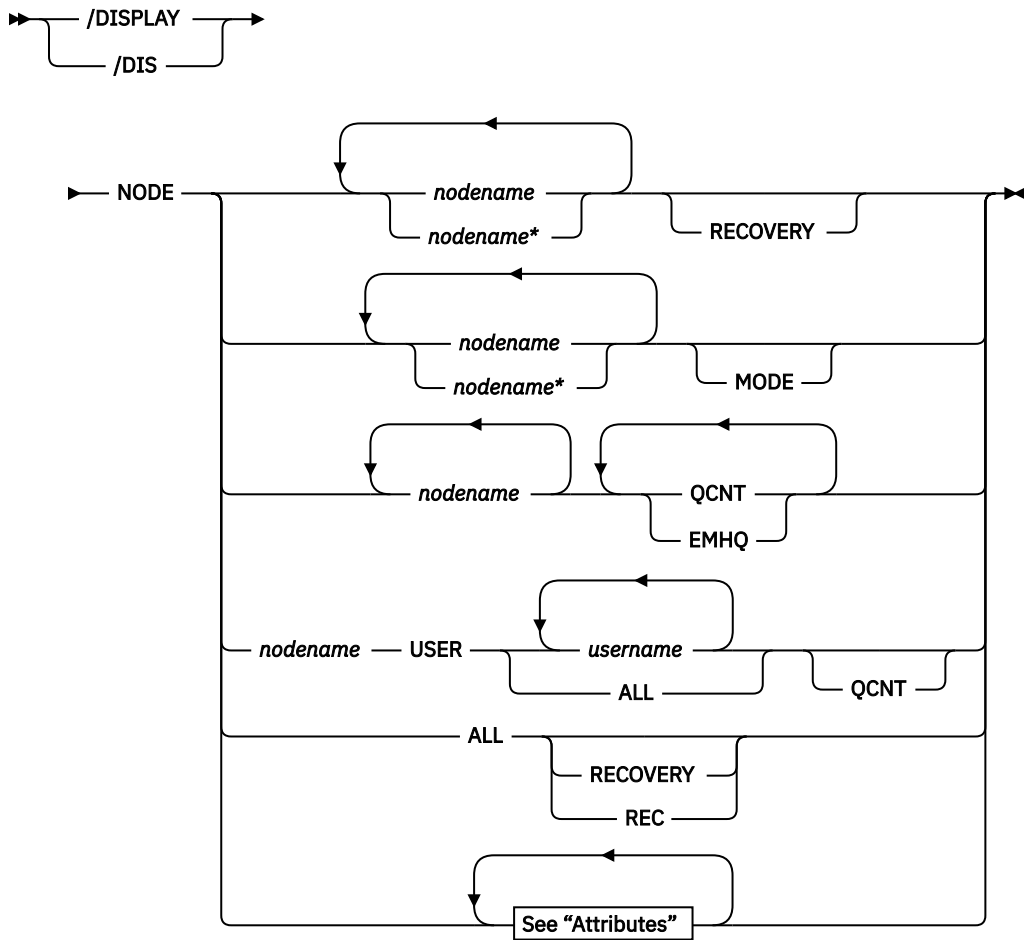 /DISPLAY
/DIS
NODE
nodename
nodename*
RECOVERY
nodename
nodename*
MODE
nodename
QCNT
EMHQ
nodename USER username
ALL
QCNT
ALL
RECOVERY
REC
See “Attributes”